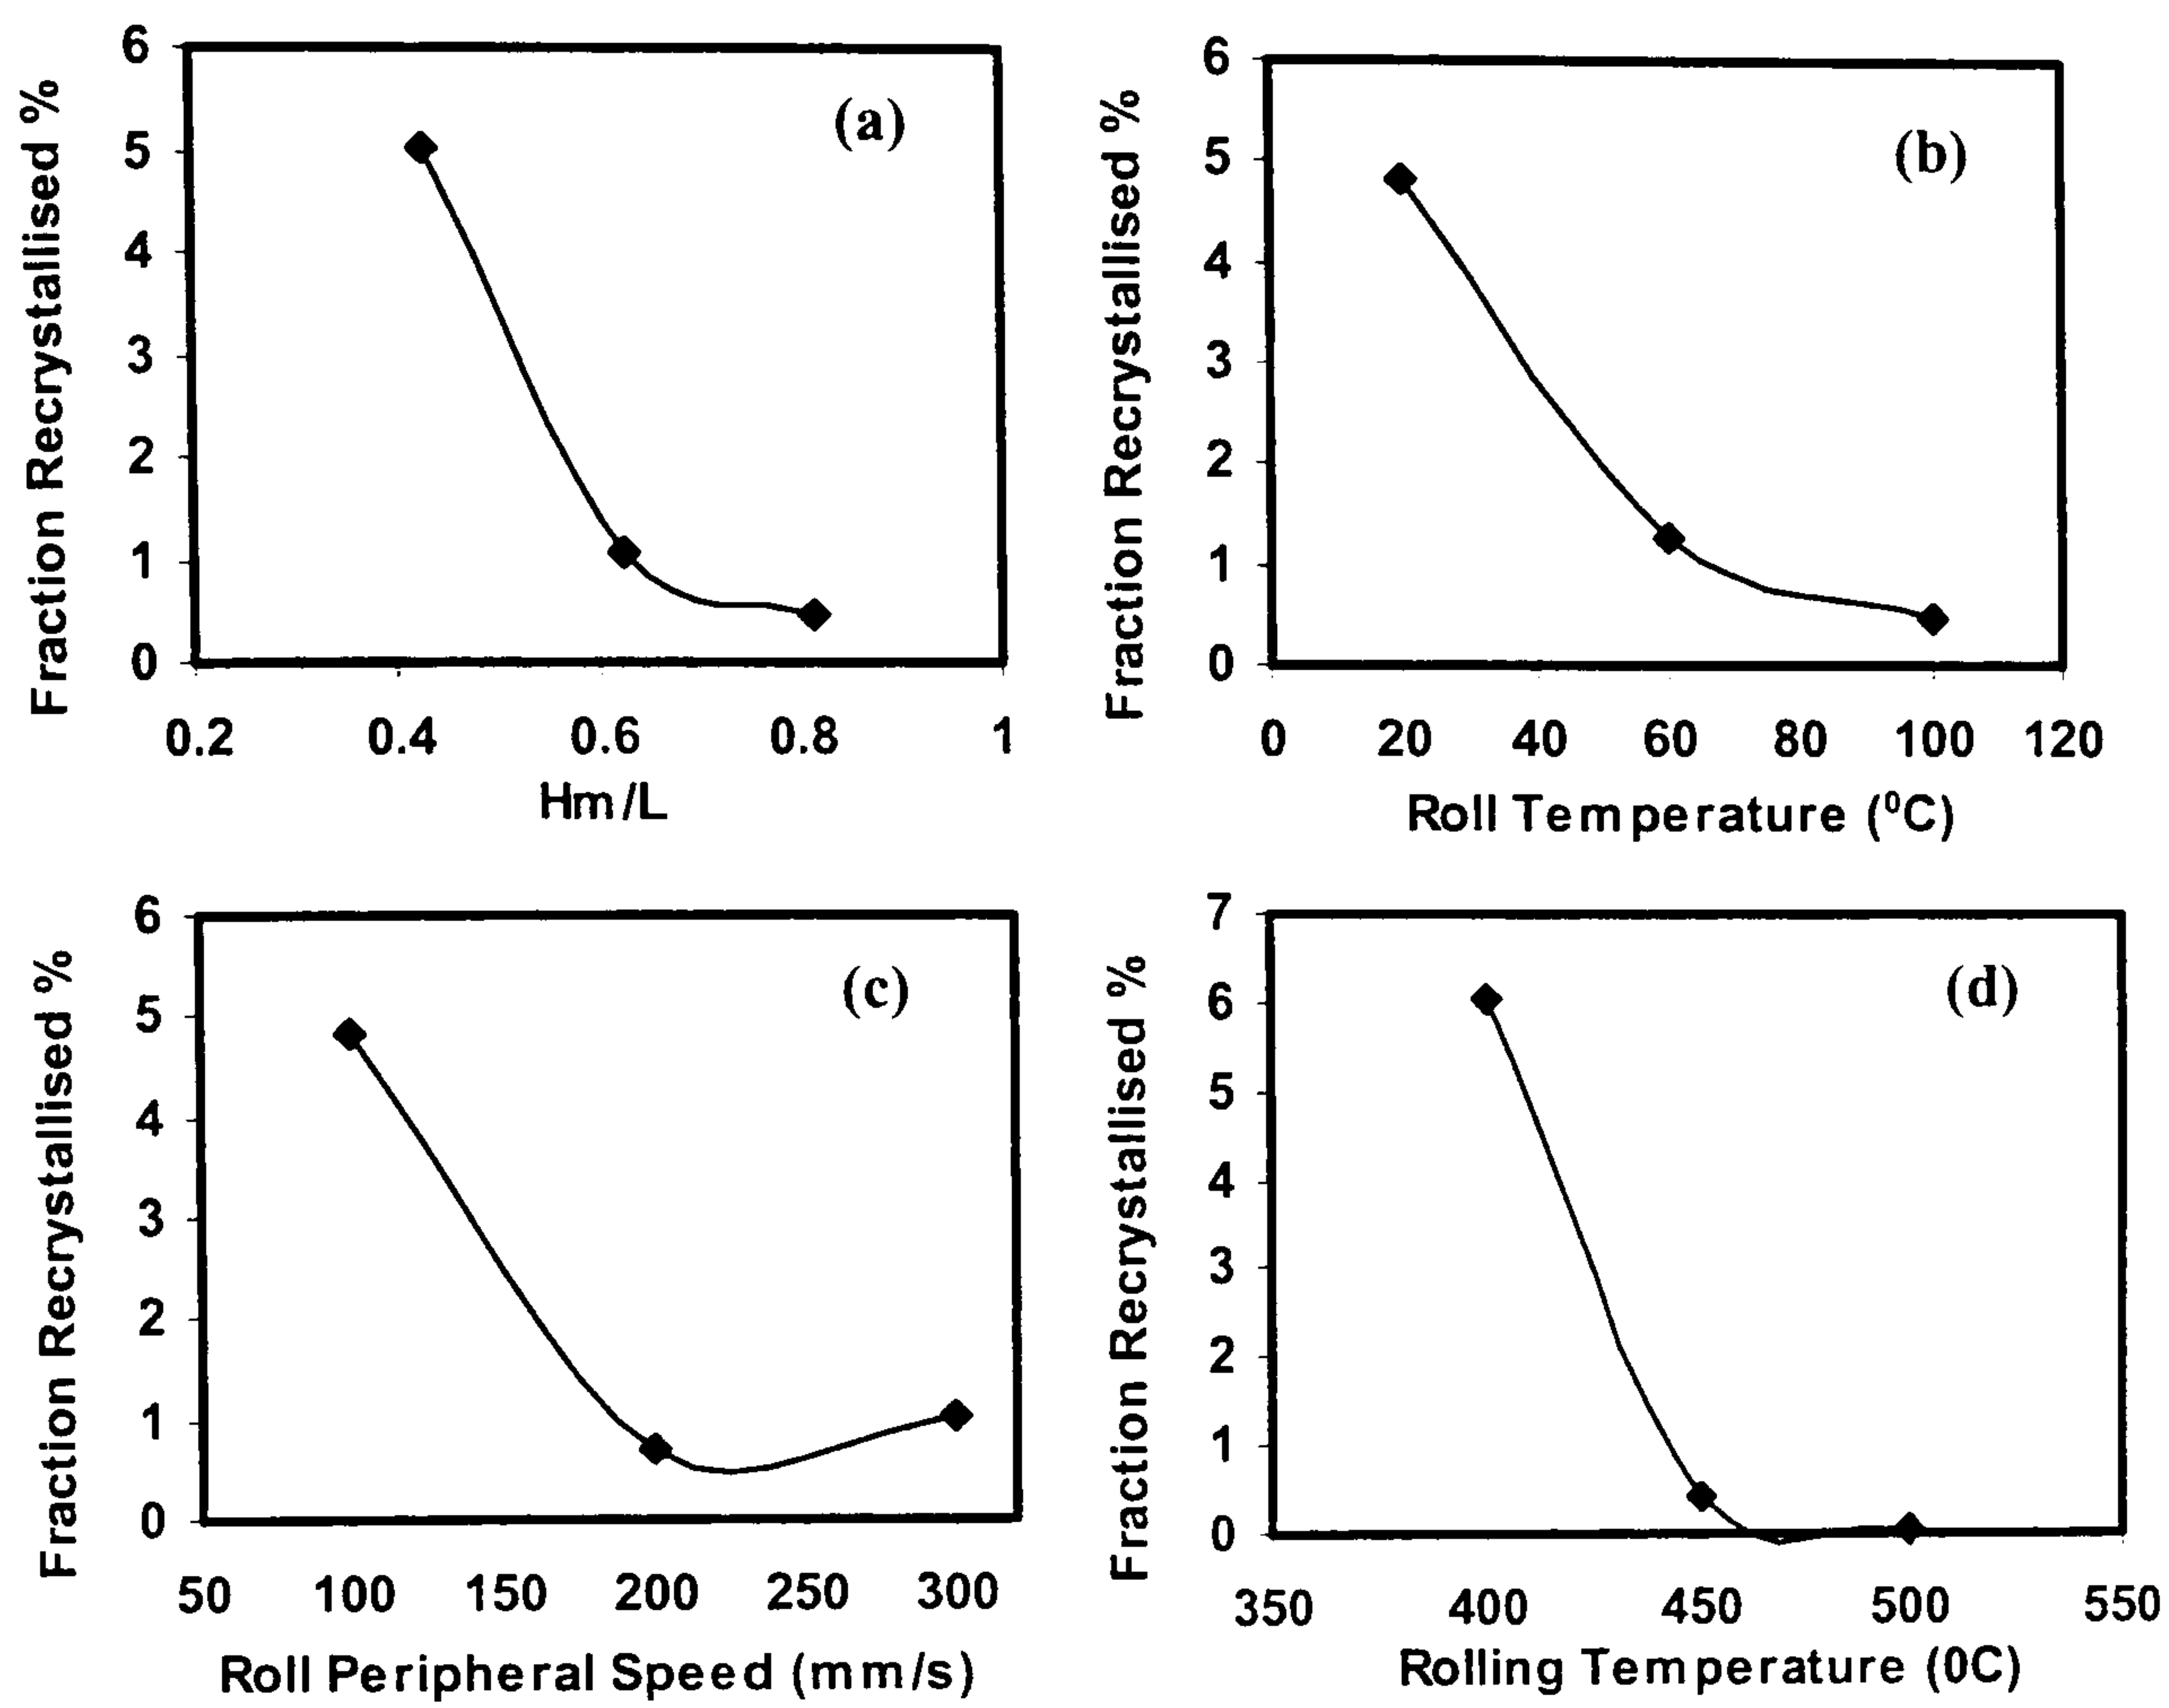 6
5
4
3
2
1
0
Fraction Recrystallised %
(a)
0.2 0.4 0.6 0.8 1
Hm/L
6
5
4
3
2
1
0
Fraction Recrystallised %
(b)
0 20 40 60 80 100 120
Roll Temperature (⁰C)
6
5
4
3
2
1
0
Fraction Recrystallised %
(c)
50 100 150 200 250 300
Roll Peripheral Speed (mm/s)
7
6
5
4
3
2
1
0
Fraction Recrystallised %
(d)
350 400 450 500 550
Rolling Temperature (0C)